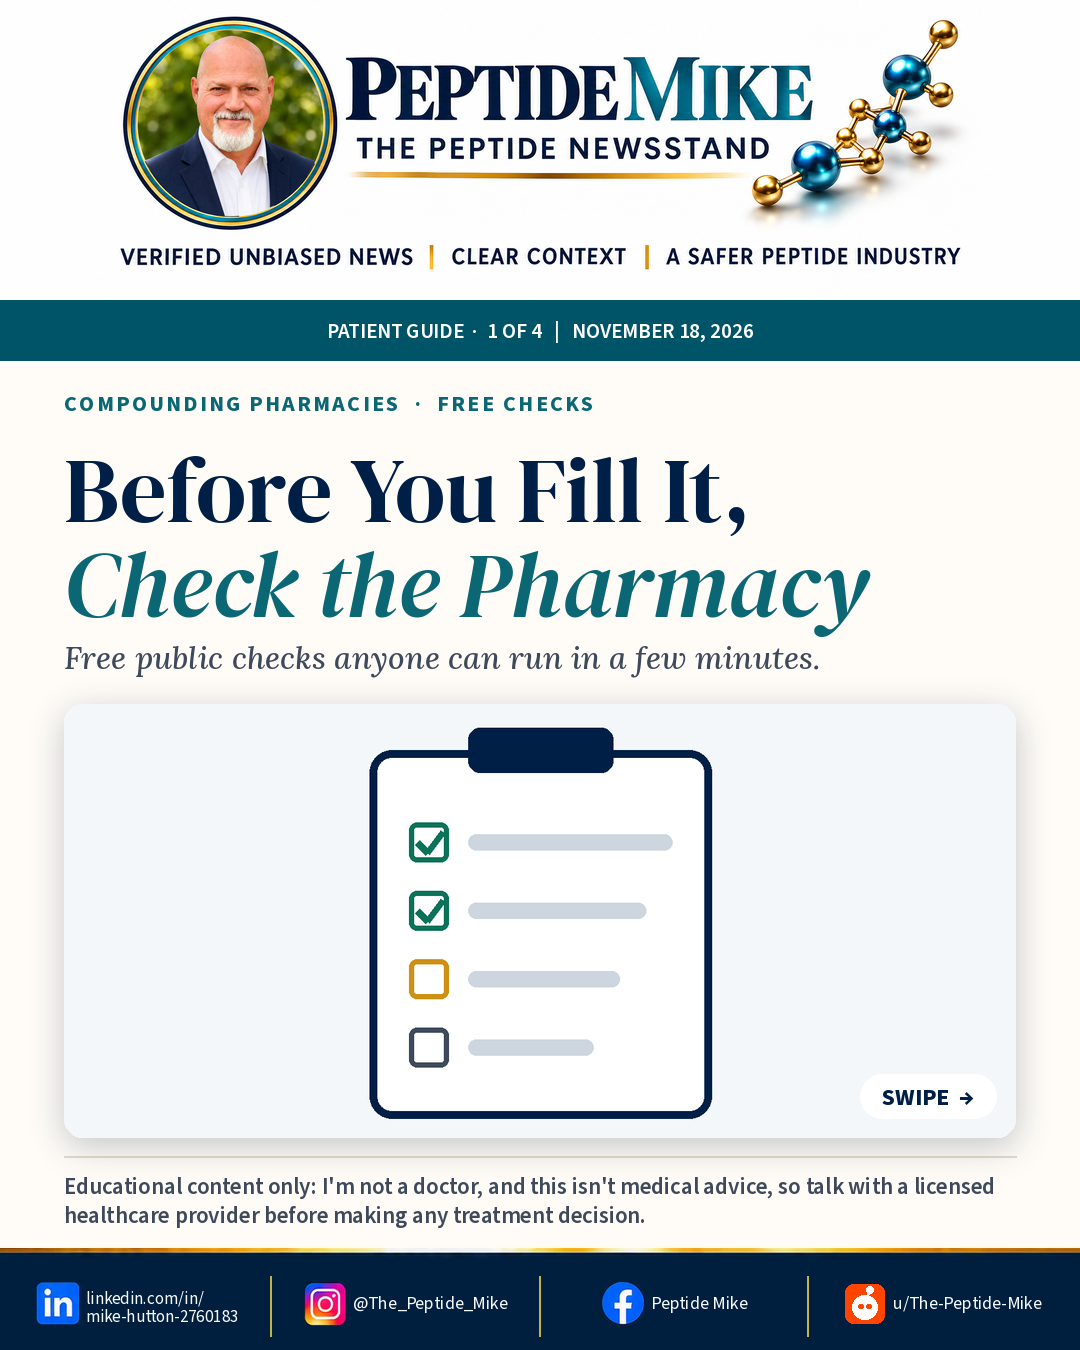 PEPTIDEMIKE
THE PEPTIDE NEWSSTAND
VERIFIED UNBIASED NEWS | CLEAR CONTEXT | A SAFER PEPTIDE INDUSTRY
PATIENT GUIDE · 1 OF 4 | NOVEMBER 18, 2026
COMPOUNDING PHARMACIES · FREE CHECKS
Before You Fill It,
Check the Pharmacy
Free public checks anyone can run in a few minutes.
SWIPE →
Educational content only: I'm not a doctor, and this isn't medical advice, so talk with a licensed
healthcare provider before making any treatment decision.
linkedin.com/in/
mike-hutton-2760183
@The_Peptide_Mike
Peptide Mike
u/The-Peptide-Mike